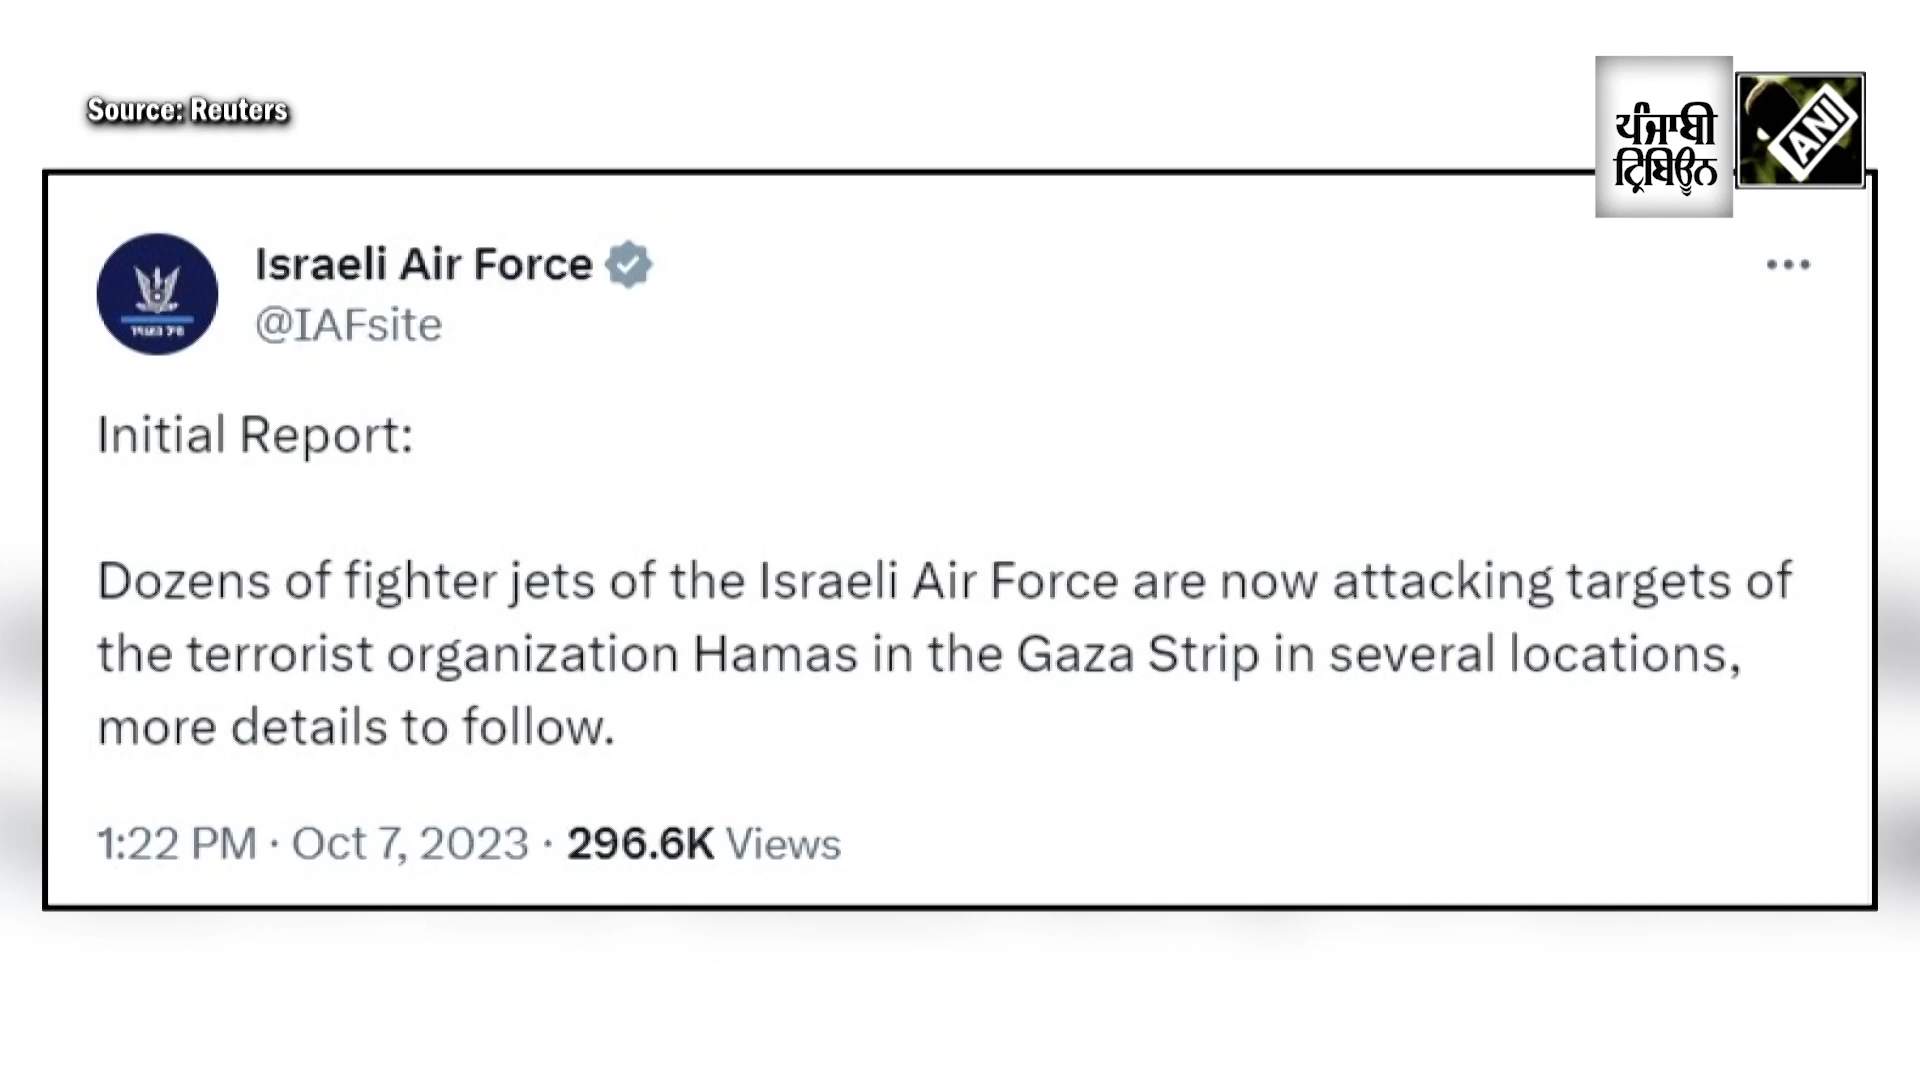 Source: Reuters
ਪੰਜਾਬੀ
ਟ੍ਰਿਬਿਊਨ
ANI
Israeli Air Force
@IAFsite
Initial Report:
Dozens of fighter jets of the Israeli Air Force are now attacking targets of
the terrorist organization Hamas in the Gaza Strip in several locations,
more details to follow.
1:22 PM · Oct 7, 2023 · 296.6K Views